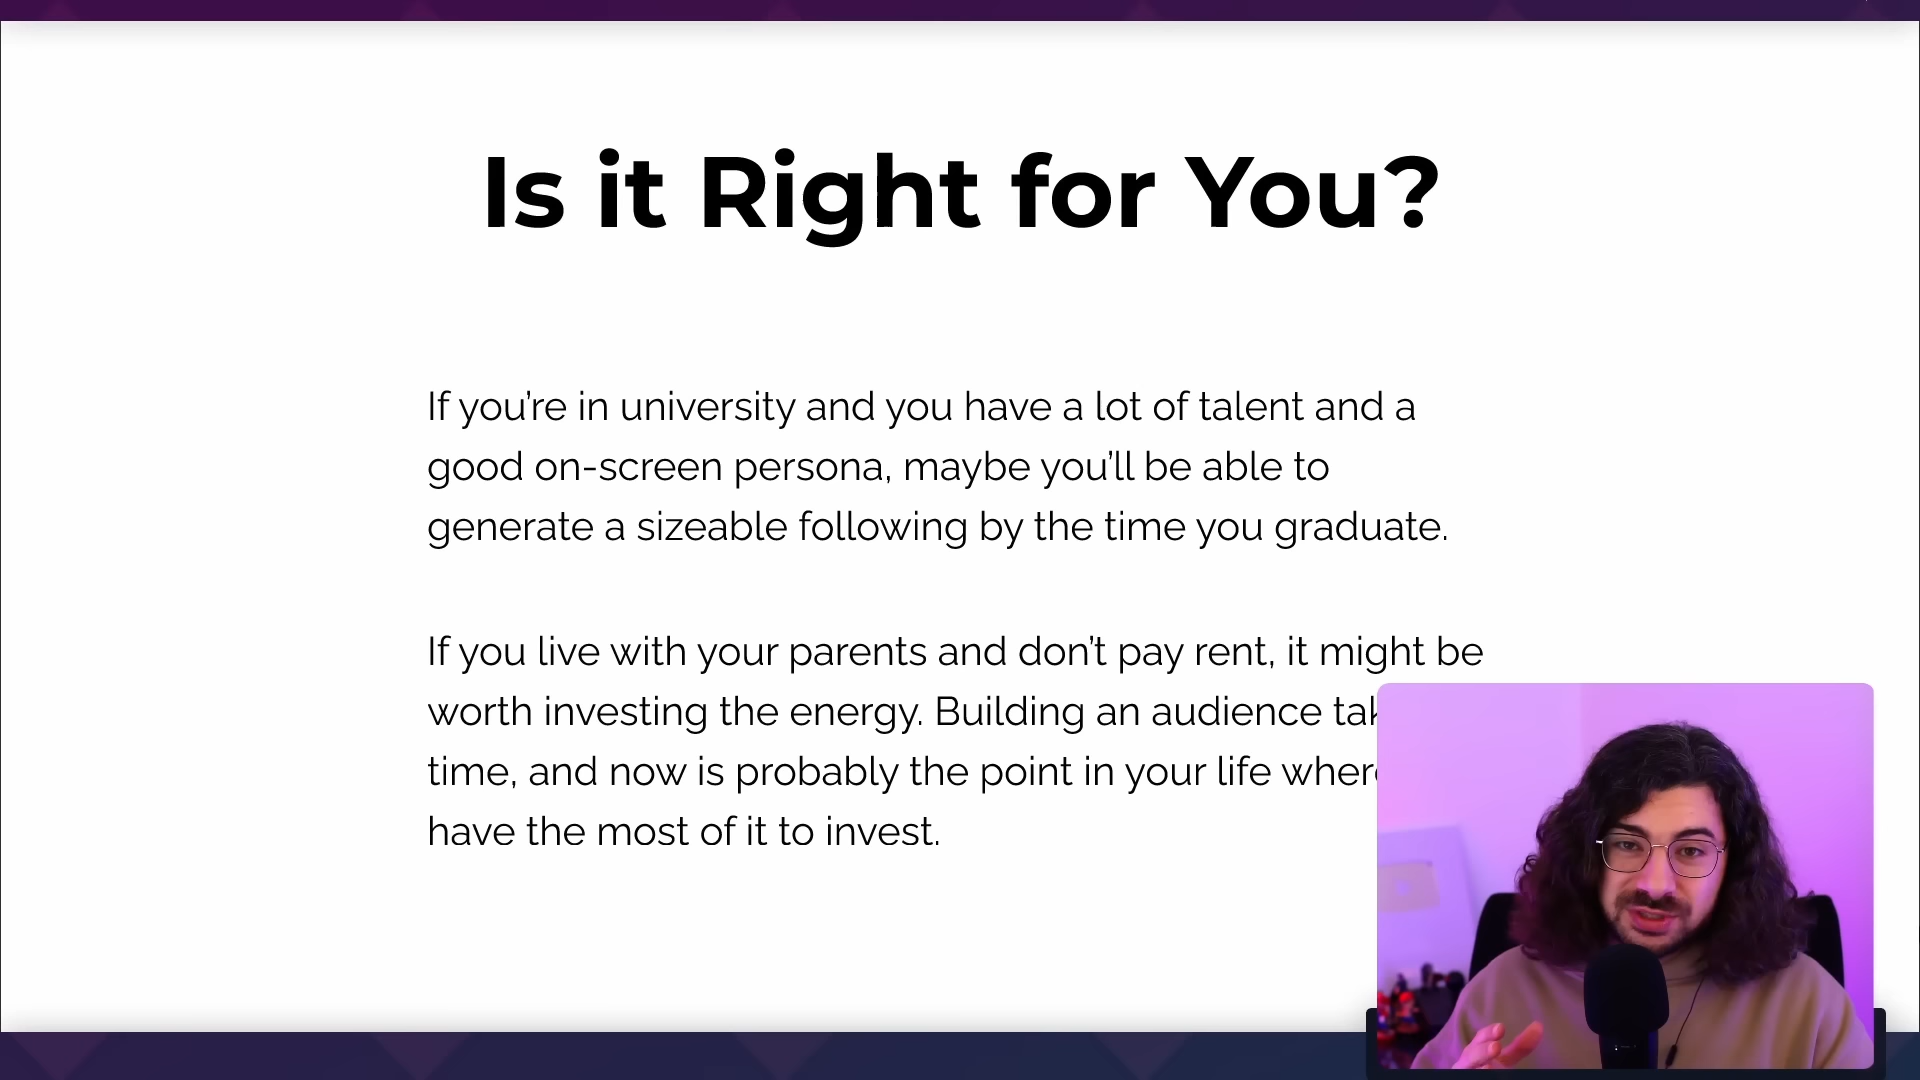 Is it Right for You?
If you’re in university and you have a lot of talent and a
good on-screen persona, maybe you’ll be able to
generate a sizeable following by the time you graduate.
If you live with your parents and don’t pay rent, it might be
worth investing the energy. Building an audience
time, and now is probably the point in your life
have the most of it to invest.